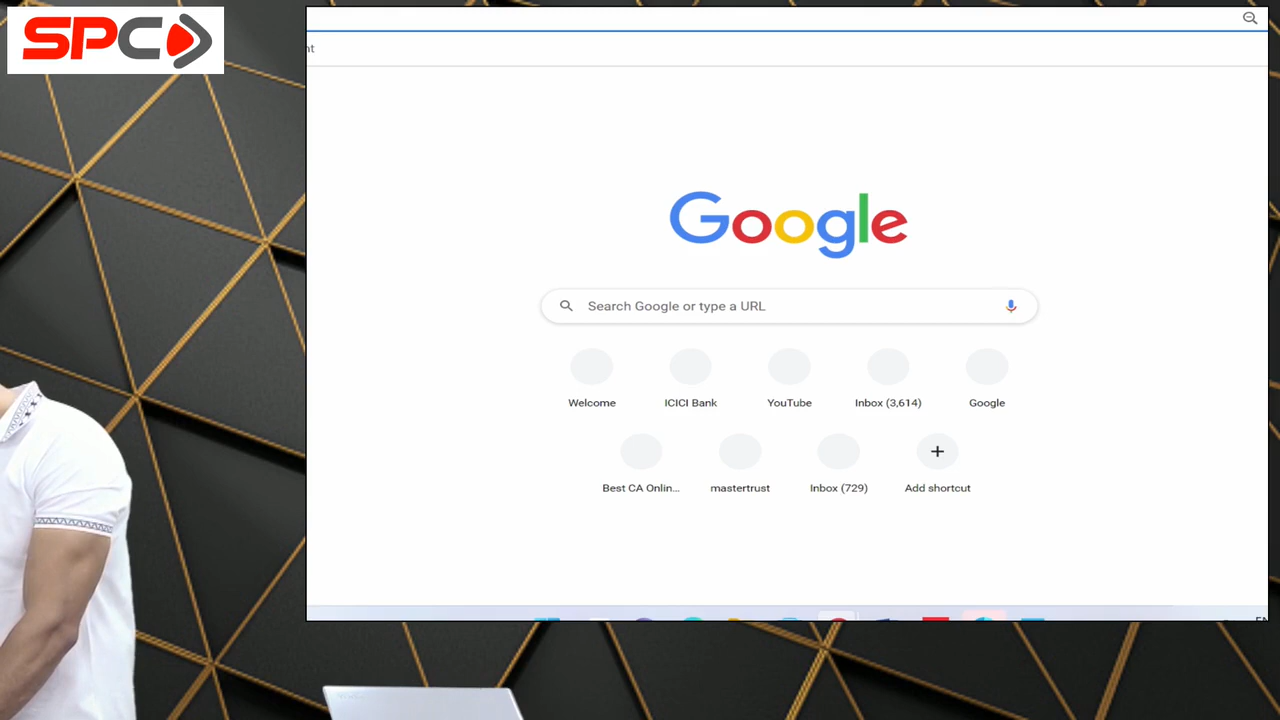 SPC
nt
Google
Search Google or type a URL
Welcome
ICICI Bank
YouTube
Inbox (3,614)
Google
Best CA Onlin...
mastertrust
Inbox (729)
Add shortcut